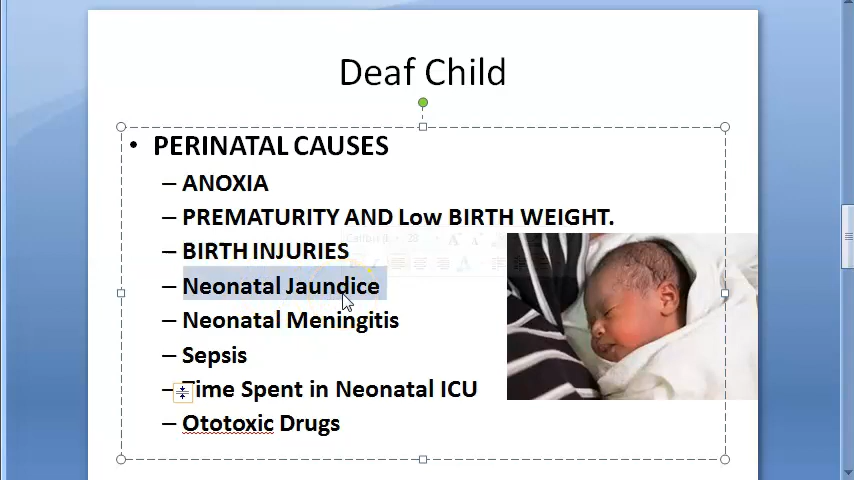 Deaf Child
• PERINATAL CAUSES
– ANOXIA
– PREMATURITY AND Low BIRTH WEIGHT.
– BIRTH INJURIES
– Neonatal Jaundice
– Neonatal Meningitis
– Sepsis
– Time Spent in Neonatal ICU
– Ototoxic Drugs